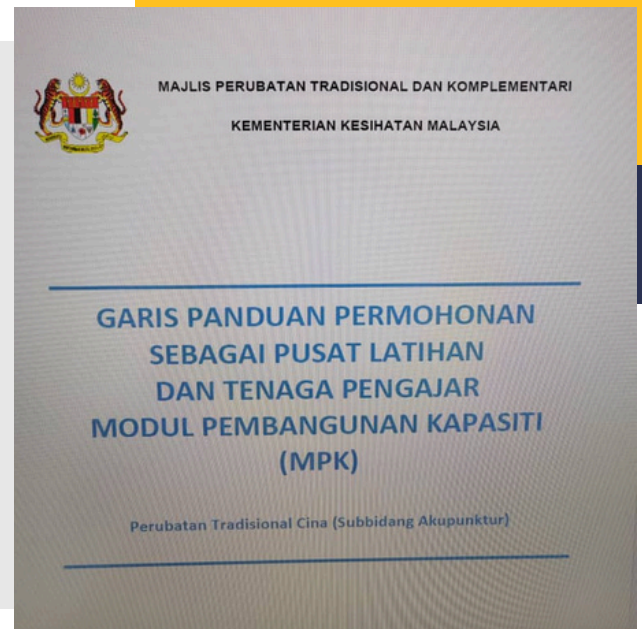 MAJLIS PERUBATAN TRADISIONAL DAN KOMPLEMENTARI
KEMENTERIAN KESIHATAN MALAYSIA
GARIS PANDUAN PERMOHONAN
SEBAGAI PUSAT LATIHAN
DAN TENAGA PENGAJAR
MODUL PEMBANGUNAN KAPASITI
(MPK)
Perubatan Tradisional Cina (Subbidang Akupunktur)